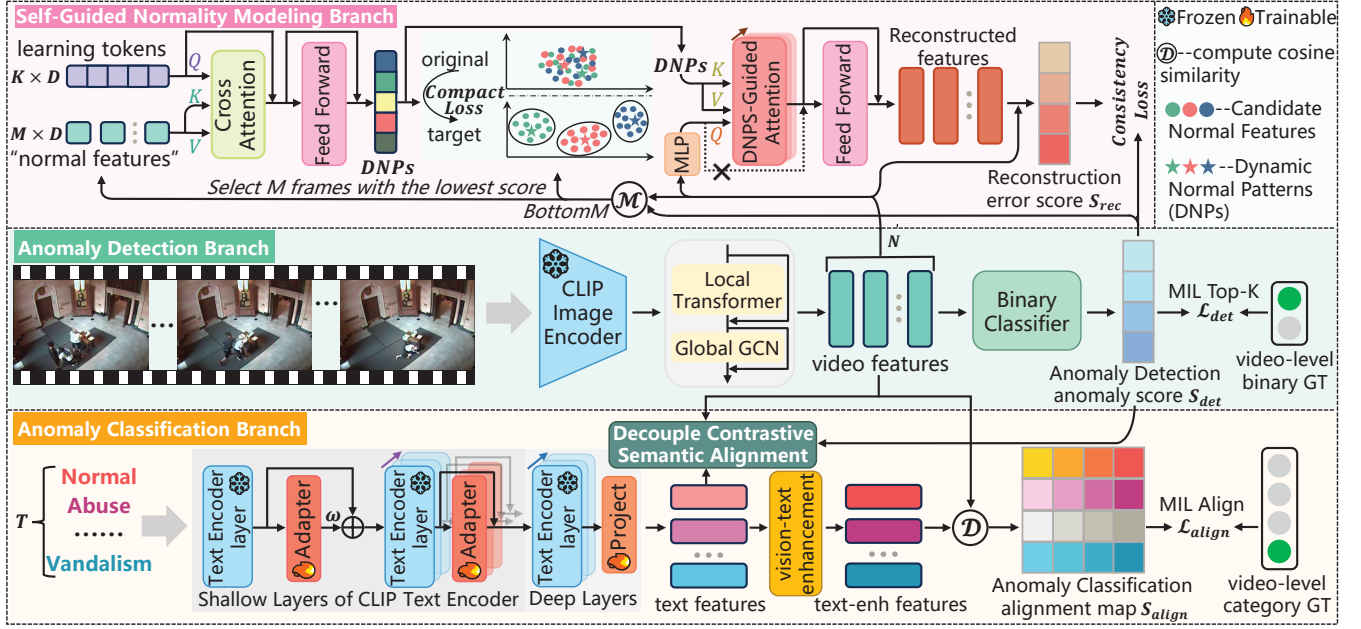 Self-Guided Normality Modeling Branch
learning tokens
K × D
M × D
"normal features"
Q
K
V
Cross
Attention
Feed Forward
DNPs
original
Compact
Loss
target
DNPs
K
V
Q
MLP
DNPS-Guided
Attention
Feed Forward
Reconstructed
features
Reconstruction
error score S_rec
Consistency
Loss
Select M frames with the lowest score
BottomM
M
Frozen
Trainable
D--compute cosine
similarity
--Candidate
Normal Features
--Dynamic
Normal Patterns
(DNPs)
Anomaly Detection Branch
...
...
CLIP
Image
Encoder
Local
Transformer
Global GCN
N
video features
Binary
Classifier
Anomaly Detection
anomaly score S_det
MIL Top-K
L_det
video-level
binary GT
Anomaly Classification Branch
T
Normal
Abuse
......
Vandalism
Text Encoder
layer
Adapter
ω
Text Encoder
layer
Adapter
Shallow Layers of CLIP Text Encoder
Text Encoder
layer
Project
Deep Layers
Decouple Contrastive
Semantic Alignment
text features
vision-text
enhancement
text-enh features
D
Anomaly Classification
alignment map S_align
MIL Align
L_align
video-level
category GT